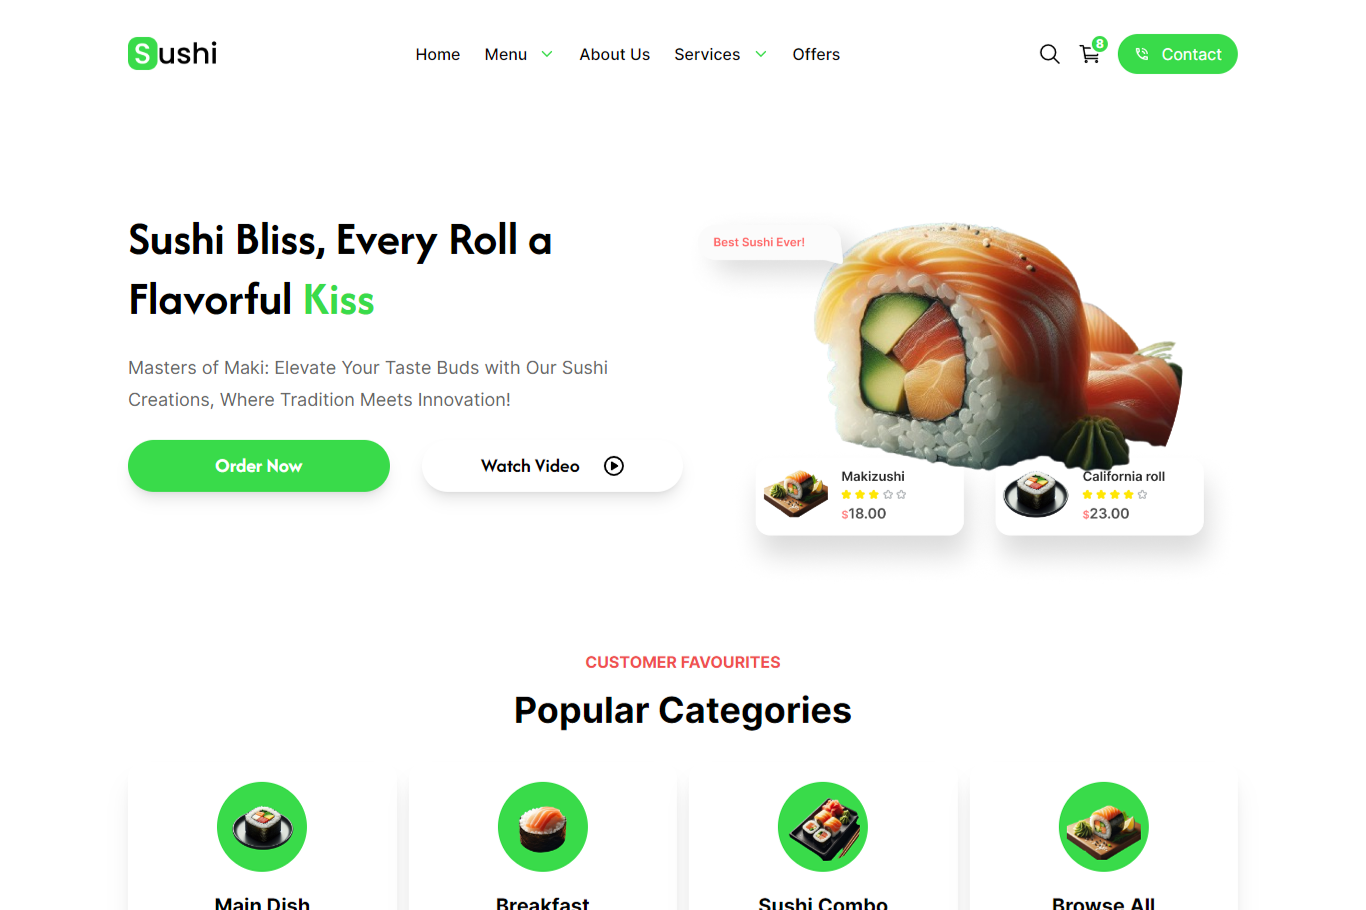 Sushi
Home
Menu
About Us
Services
Offers
8
Contact
Sushi Bliss, Every Roll a
Flavorful Kiss
Masters of Maki: Elevate Your Taste Buds with Our Sushi
Creations, Where Tradition Meets Innovation!
Order Now
Watch Video
Best Sushi Ever!
Makizushi
$18.00
California roll
$23.00
CUSTOMER FAVOURITES
Popular Categories
Main Dish
Breakfast
Sushi Combo
Browse All